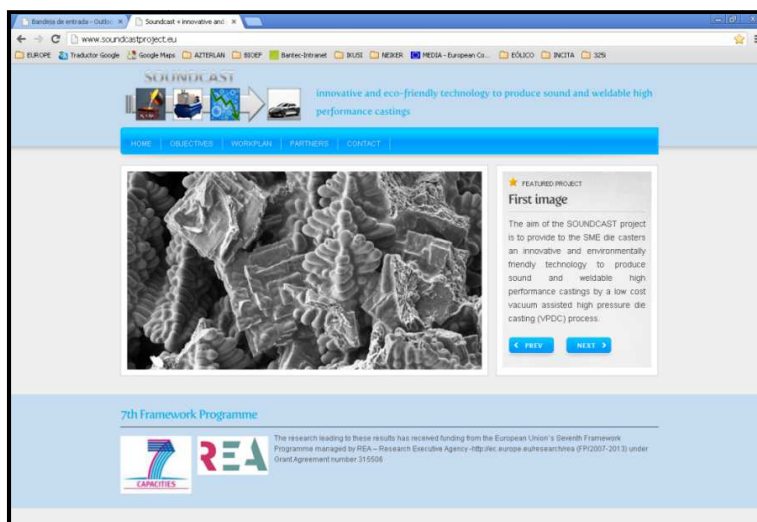 Bandeja de entrada - Outlo
Soundcast + innovative and
www.soundcastproject.eu
EUROPE Traductor Google Google Maps AZTERLAN BIOEF Bantec-Intranet IKUSI NEIKER MEDIA - European Co... EÓLICO INCITA 325i
SOUNDCAST
innovative and eco-friendly technology to produce sound and weldable high
performance castings
HOME OBJECTIVES WORKPLAN PARTNERS CONTACT
FEATURED PROJECT
First image
The aim of the SOUNDCAST project
is to provide to the SME die casters
an innovative and environmentally
friendly technology to produce
sound and weldable high
performance castings by a low cost
vacuum assisted high pressure die
casting (VPDC) process.
PREV NEXT
7th Framework Programme
7
CAPACITIES
REA
The research leading to these results has received funding from the European Union's Seventh Framework
Programme managed by REA – Research Executive Agency -http://ec.europe.eu/research/rea (FP/2007-2013) under
Grant Agreement number 315506